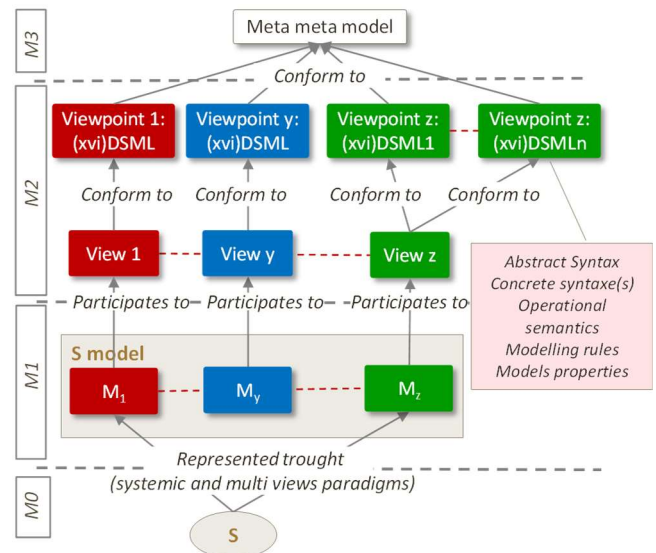 M3
Meta meta model
Conform to
M2
Viewpoint 1:
(xvi)DSML
Viewpoint y:
(xvi)DSML
Viewpoint z:
(xvi)DSML1
Viewpoint z:
(xvi)DSMLn
Conform to
Conform to
Conform to
Conform to
View 1
View y
View z
Abstract Syntax
Concrete syntaxe(s)
Operational
semantics
Modelling rules
Models properties
Participates to
Participates to
Participates to
M1
S model
M1
My
Mz
Represented trought
(systemic and multi views paradigms)
M0
S